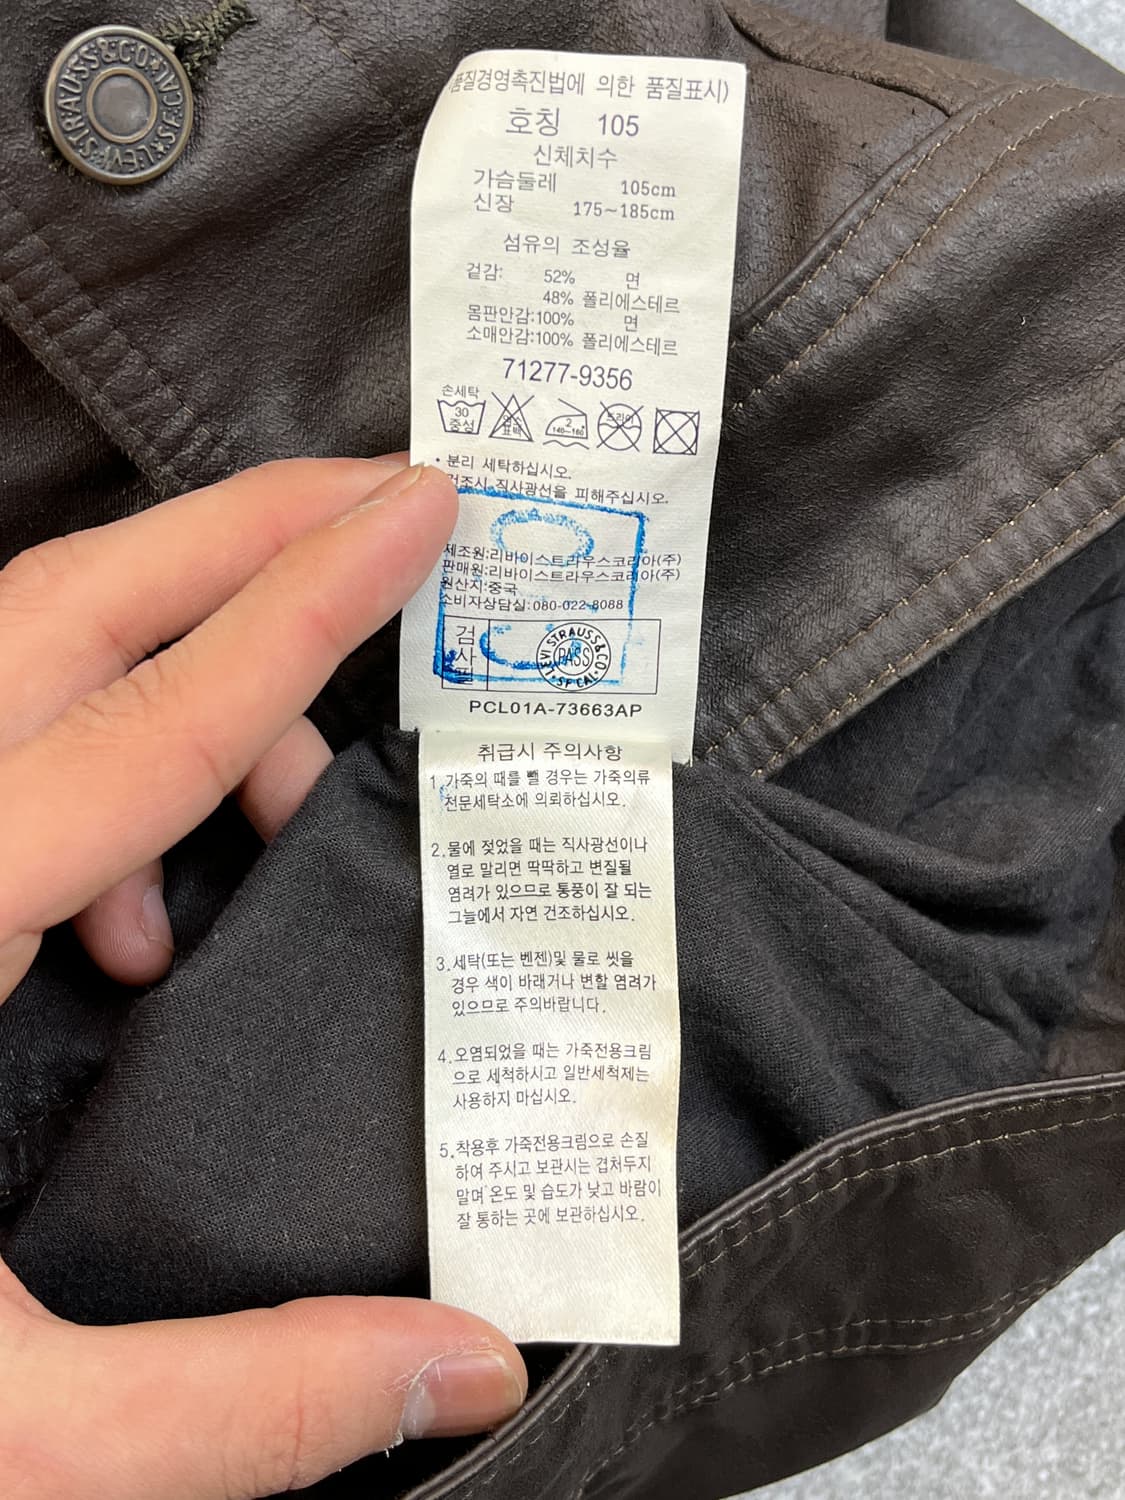 LEVI STRAUSS & CO S.F. CAL
품질경영촉진법에 의한 품질표시)
호칭 105
신체치수
가슴둘레 105cm
신장 175~185cm
섬유의 조성율
겉감: 52% 면
48% 폴리에스테르
몸판안감:100% 면
소매안감:100% 폴리에스테르
71277-9356
손세탁
30
중성
염소
표백
2
140~160°
드라이
• 분리 세탁하십시오.
건조시 직사광선을 피해주십시오.
제조원:리바이스트라우스코리아(주)
판매원:리바이스트라우스코리아(주)
원산지:중국
소비자상담실:080-022-8088
검사필
LEVI STRAUSS&CO.
PASS
S.F CAL.
PCL01A-73663AP
취급시 주의사항
1.가죽의 때를 뺄 경우는 가죽의류
전문세탁소에 의뢰하십시오.
2.물에 젖었을 때는 직사광선이나
열로 말리면 딱딱하고 변질될
염려가 있으므로 통풍이 잘 되는
그늘에서 자연 건조하십시오.
3.세탁(또는 벤젠)및 물로 씻을
경우 색이 바래거나 변할 염려가
있으므로 주의바랍니다.
4.오염되었을 때는 가죽전용크림
으로 세척하시고 일반세척제는
사용하지 마십시오.
5.착용후 가죽전용크림으로 손질
하여 주시고 보관시는 겹쳐두지
말며 온도 및 습도가 낮고 바람이
잘 통하는 곳에 보관하십시오.